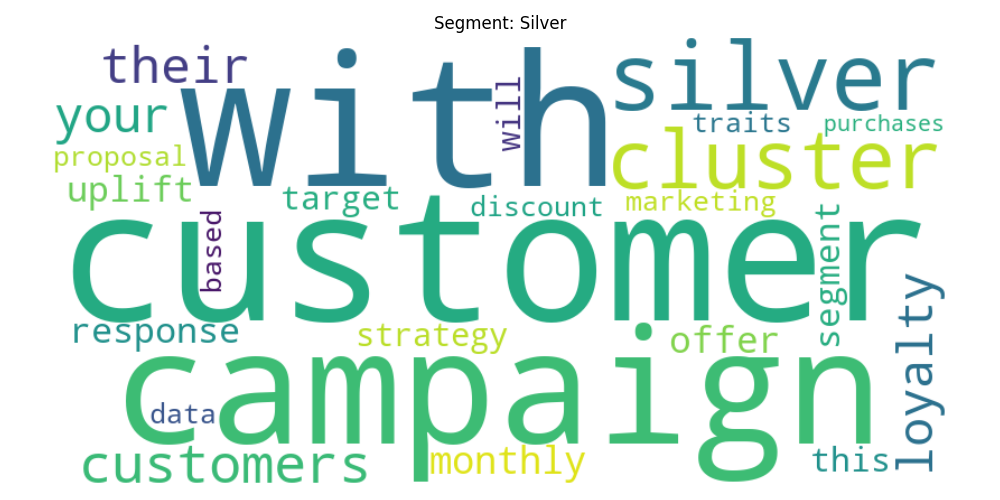 Segment: Silver
their
with
will
silver
your
traits
purchases
proposal
cluster
uplift
target
discount
marketing
customer
based
segment
response
strategy
offer
loyalty
campaign
data
customers
monthly
this